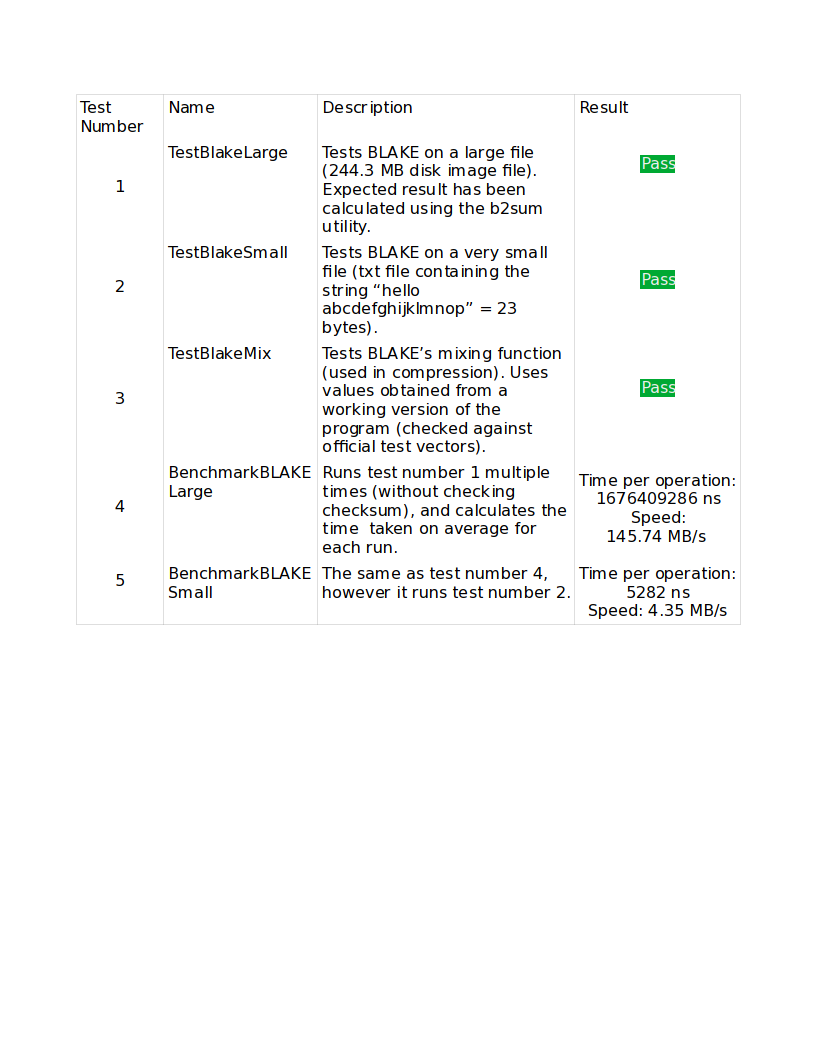 Test Number
Name
Description
Result
1
TestBlakeLarge
Tests BLAKE on a large file
(244.3 MB disk image file).
Expected result has been
calculated using the b2sum
utility.
Pass
2
TestBlakeSmall
Tests BLAKE on a very small
file (txt file containing the
string “hello
abcdefghijklmnop” = 23
bytes).
Pass
3
TestBlakeMix
Tests BLAKE’s mixing function
(used in compression). Uses
values obtained from a
working version of the
program (checked against
official test vectors).
Pass
4
BenchmarkBLAKE
Large
Runs test number 1 multiple
times (without checking
checksum), and calculates the
time  taken on average for
each run.
Time per operation:
1676409286 ns
Speed:
145.74 MB/s
5
BenchmarkBLAKE
Small
The same as test number 4,
however it runs test number 2.
Time per operation:
5282 ns
Speed: 4.35 MB/s